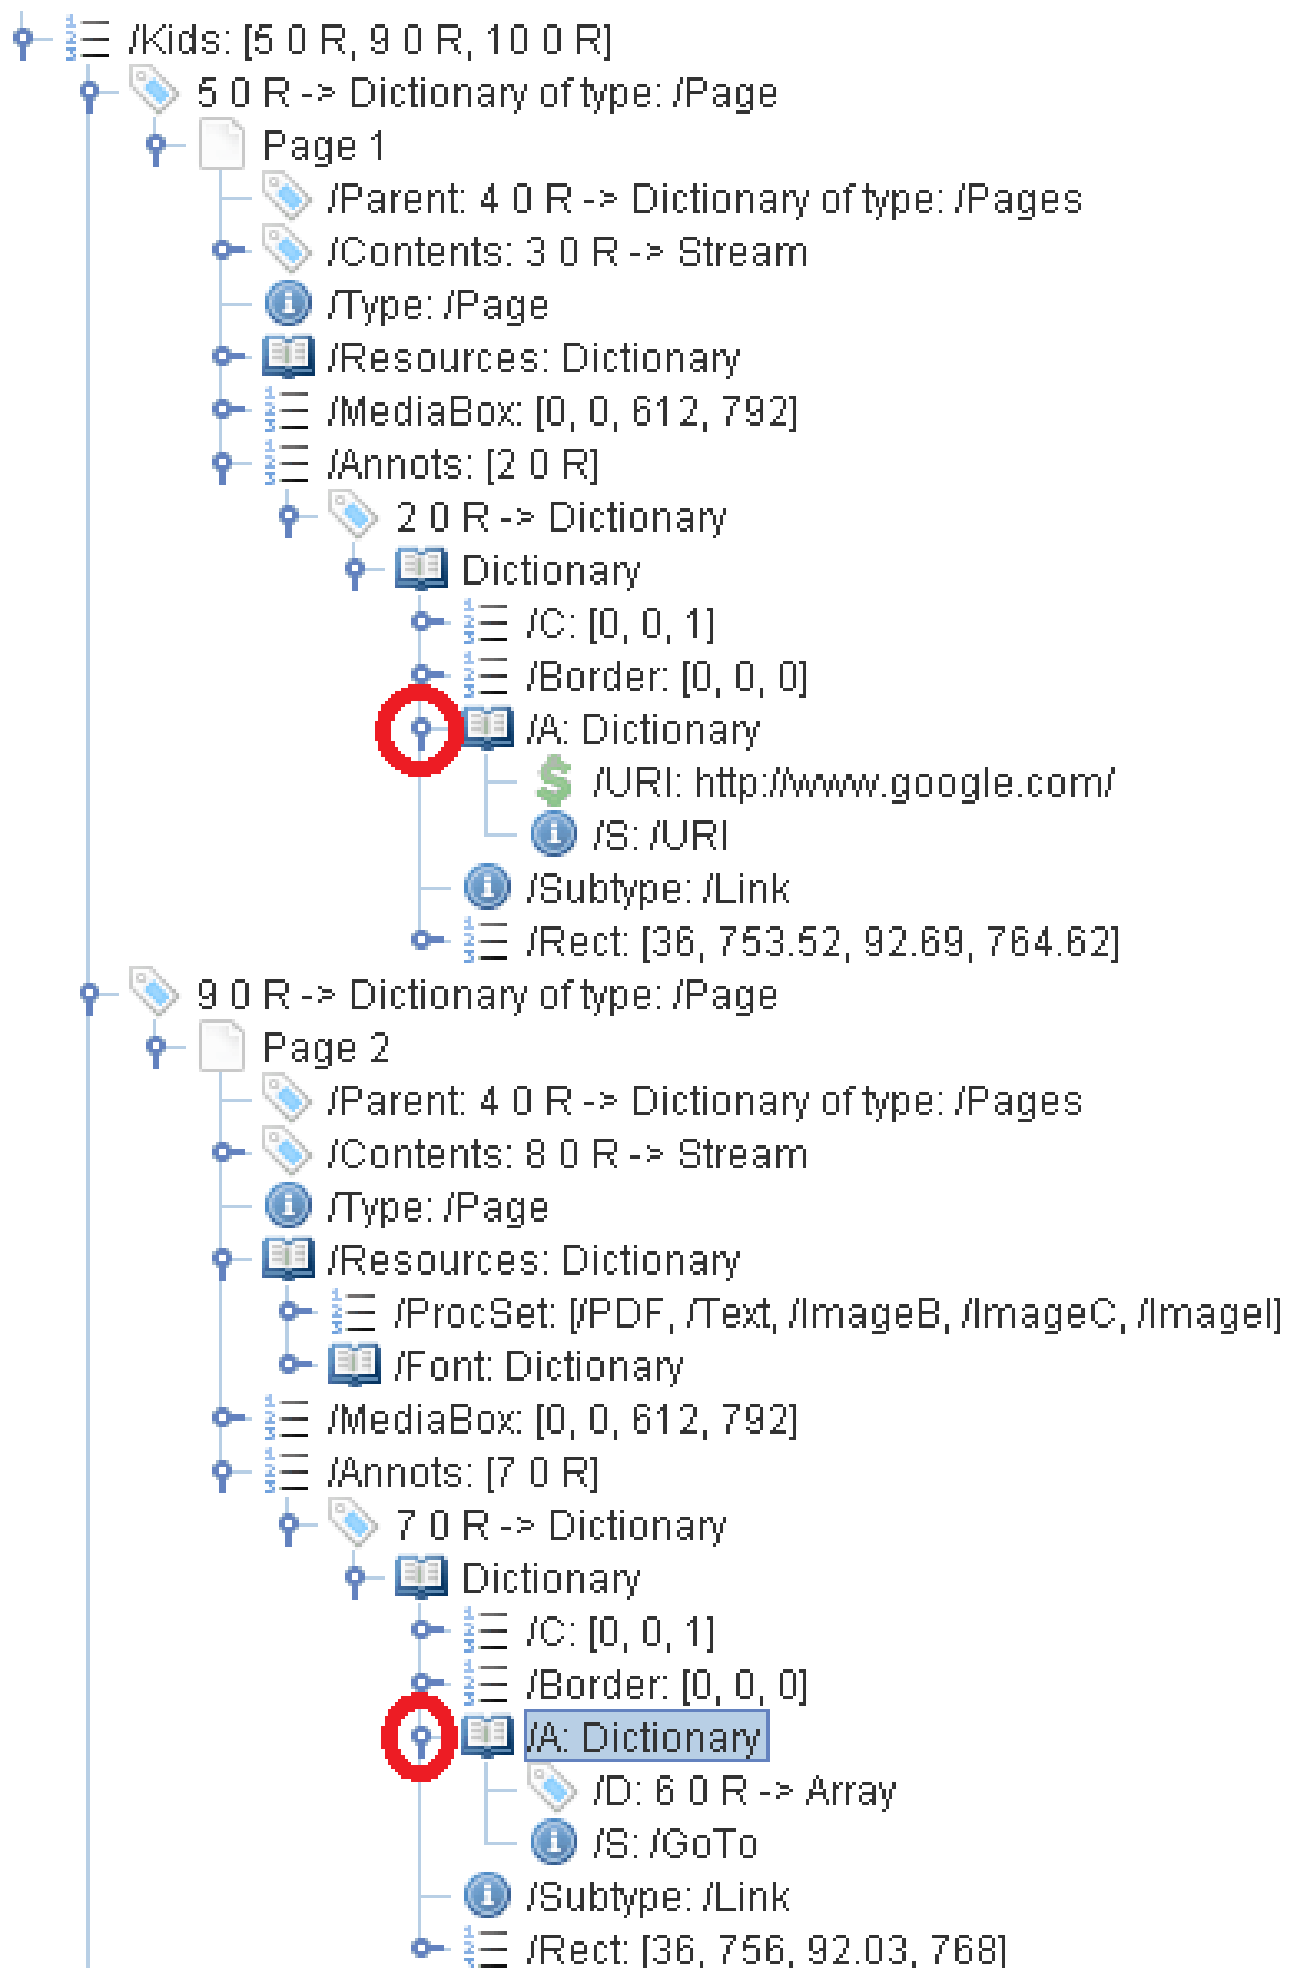 /Kids: [5 0 R, 9 0 R, 10 0 R]
5 0 R -> Dictionary of type: /Page
Page 1
/Parent: 4 0 R -> Dictionary of type: /Pages
/Contents: 3 0 R -> Stream
/Type: /Page
/Resources: Dictionary
/MediaBox: [0, 0, 612, 792]
/Annots: [2 0 R]
2 0 R -> Dictionary
Dictionary
/C: [0, 0, 1]
/Border: [0, 0, 0]
/A: Dictionary
/URI: http://www.google.com/
/S: /URI
/Subtype: /Link
/Rect: [36, 753.52, 92.69, 764.62]
9 0 R -> Dictionary of type: /Page
Page 2
/Parent: 4 0 R -> Dictionary of type: /Pages
/Contents: 8 0 R -> Stream
/Type: /Page
/Resources: Dictionary
/ProcSet: [/PDF, /Text, /ImageB, /ImageC, /ImageI]
/Font: Dictionary
/MediaBox: [0, 0, 612, 792]
/Annots: [7 0 R]
7 0 R -> Dictionary
Dictionary
/C: [0, 0, 1]
/Border: [0, 0, 0]
/A: Dictionary
/D: 6 0 R -> Array
/S: /GoTo
/Subtype: /Link
/Rect: [36, 756, 92.03, 768]